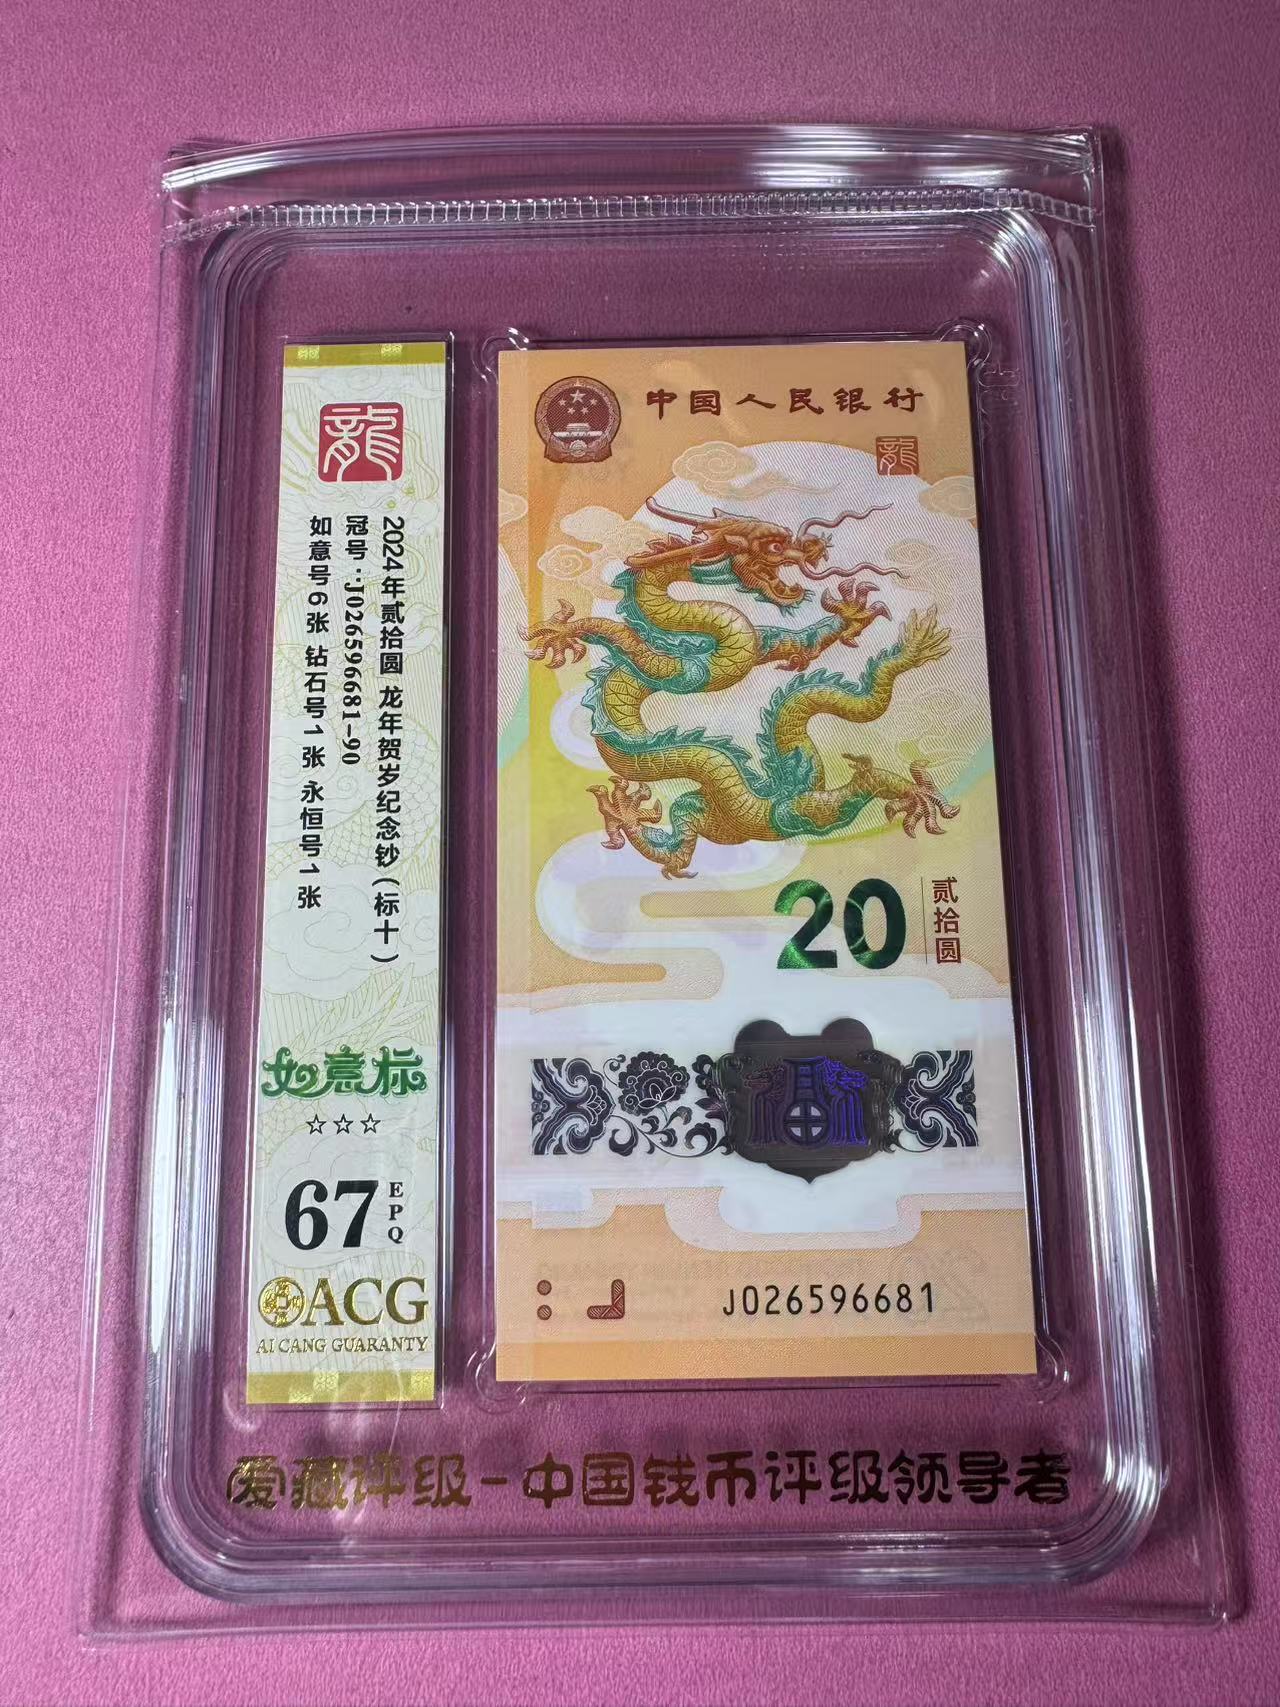 龍
2024年贰拾圆 龙年贺岁纪念钞(标十)
冠号:J026596681-90
如意号6张 钻石号1张 永恒号1张
如意标
☆☆☆
67
EPQ
ACG
AI CANG GUARANTY
中国人民银行
龍
20
贰拾圆
J026596681
爱藏评级-中国钱币评级领导者